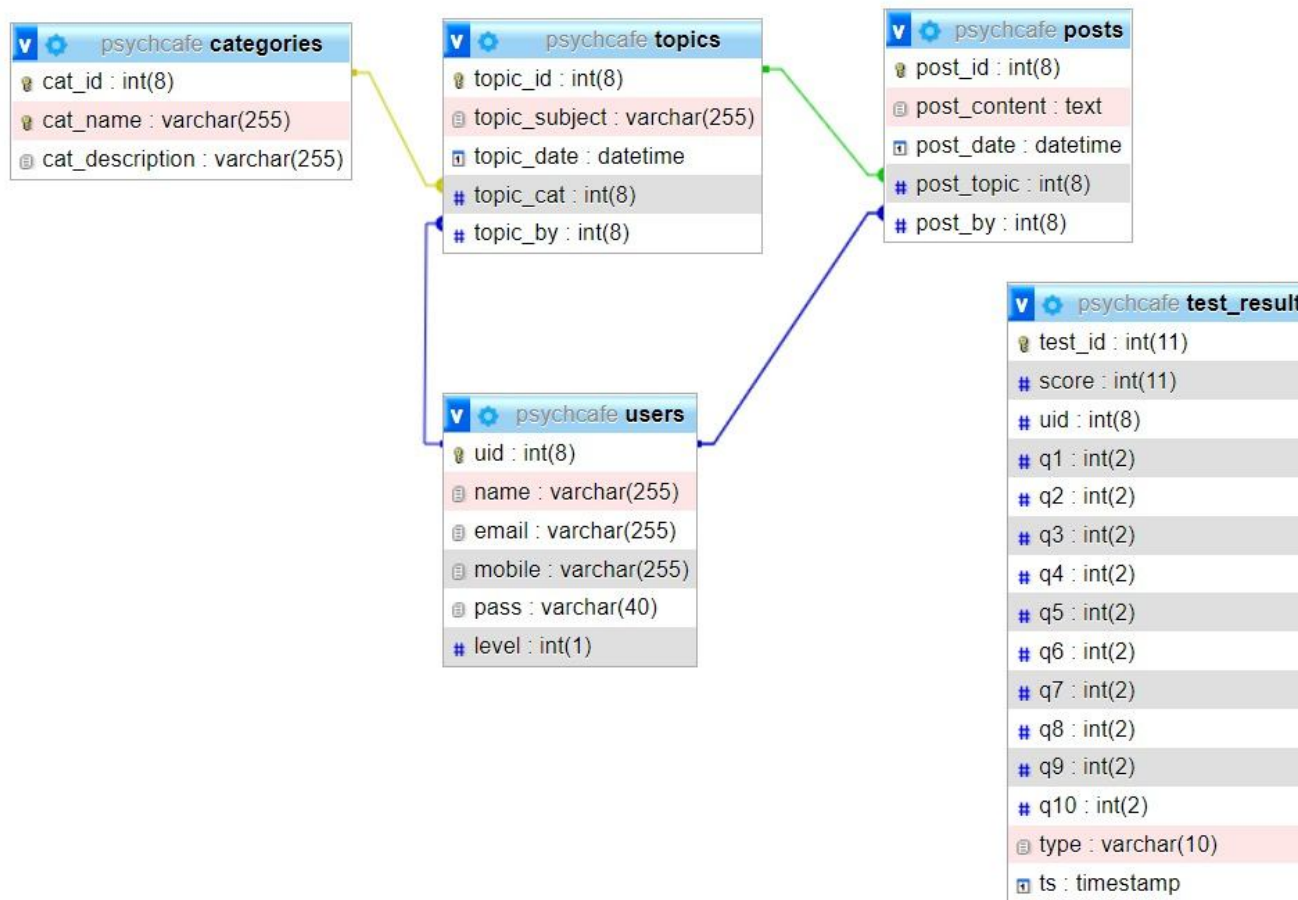 v psychcafe categories
cat_id : int(8)
cat_name : varchar(255)
cat_description : varchar(255)
v psychcafe topics
topic_id : int(8)
topic_subject : varchar(255)
topic_date : datetime
# topic_cat : int(8)
# topic_by : int(8)
v psychcafe posts
post_id : int(8)
post_content : text
post_date : datetime
# post_topic : int(8)
# post_by : int(8)
v psychcafe users
uid : int(8)
name : varchar(255)
email : varchar(255)
mobile : varchar(255)
pass : varchar(40)
# level : int(1)
v psychcafe test_result
test_id : int(11)
# score : int(11)
# uid : int(8)
# q1 : int(2)
# q2 : int(2)
# q3 : int(2)
# q4 : int(2)
# q5 : int(2)
# q6 : int(2)
# q7 : int(2)
# q8 : int(2)
# q9 : int(2)
# q10 : int(2)
type : varchar(10)
ts : timestamp